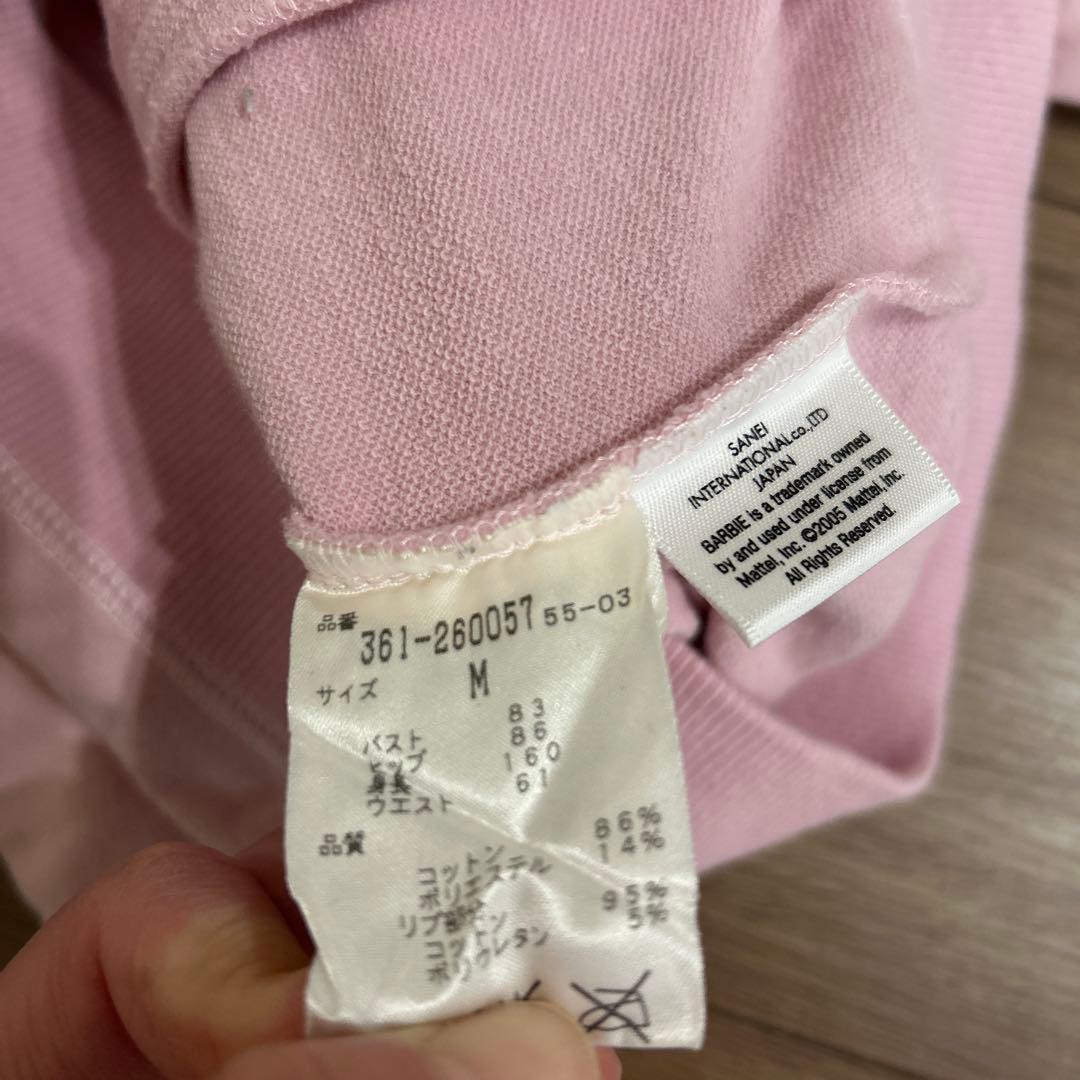 SANEI
INTERNATIONAL co.,LTD
JAPAN
BARBIE is a trademark owned
by and used under license from
Mattel, Inc. ©2005 Mattel, Inc.
All Rights Reserved.
品番 361-260057 55-03
サイズ M
バスト 83
ヒップ 86
身長 160
ウエスト 61
品質
コットン 86%
ポリエステル 14%
リブ部分
コットン 95%
ポリウレタン 5%